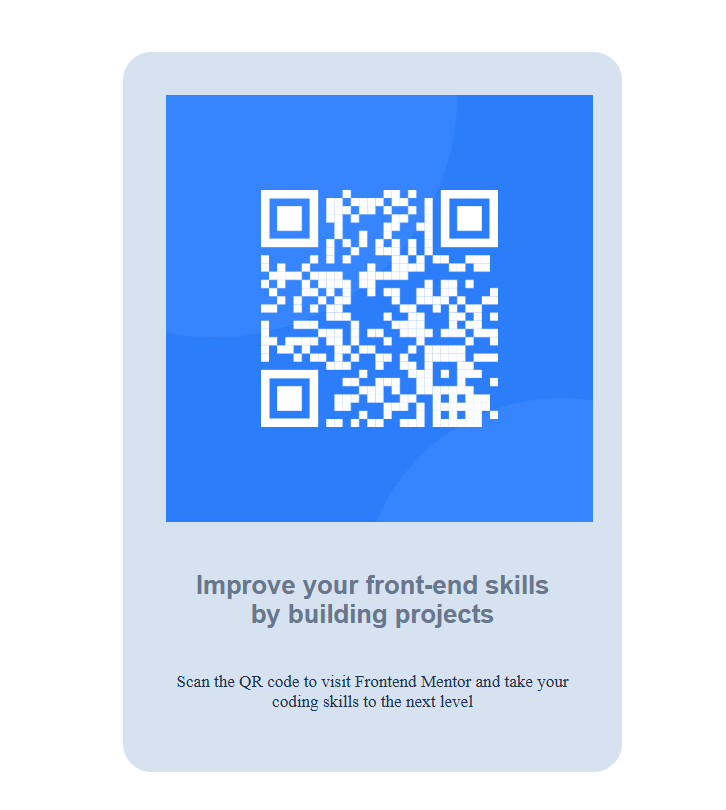 Improve your front-end skills
by building projects
Scan the QR code to visit Frontend Mentor and take your
coding skills to the next level